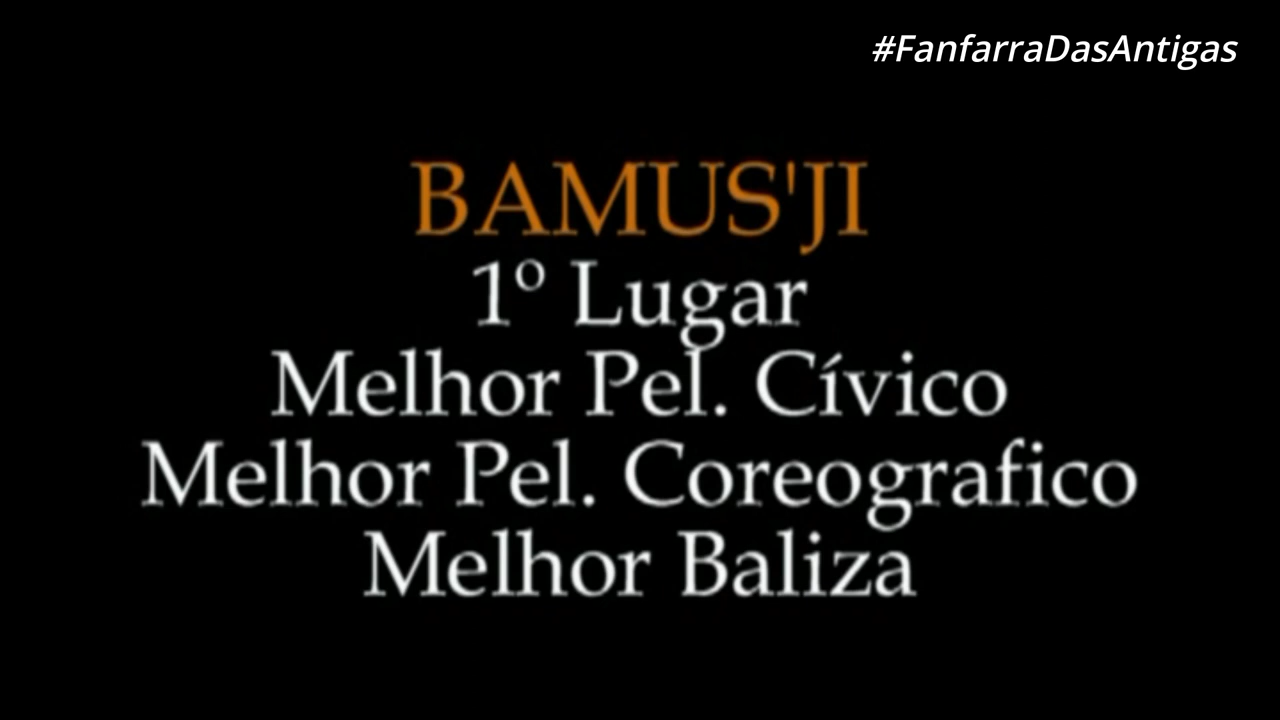 #FanfarraDasAntigas
BAMUS'JI
1º Lugar
Melhor Pel. Cívico
Melhor Pel. Coreografico
Melhor Baliza